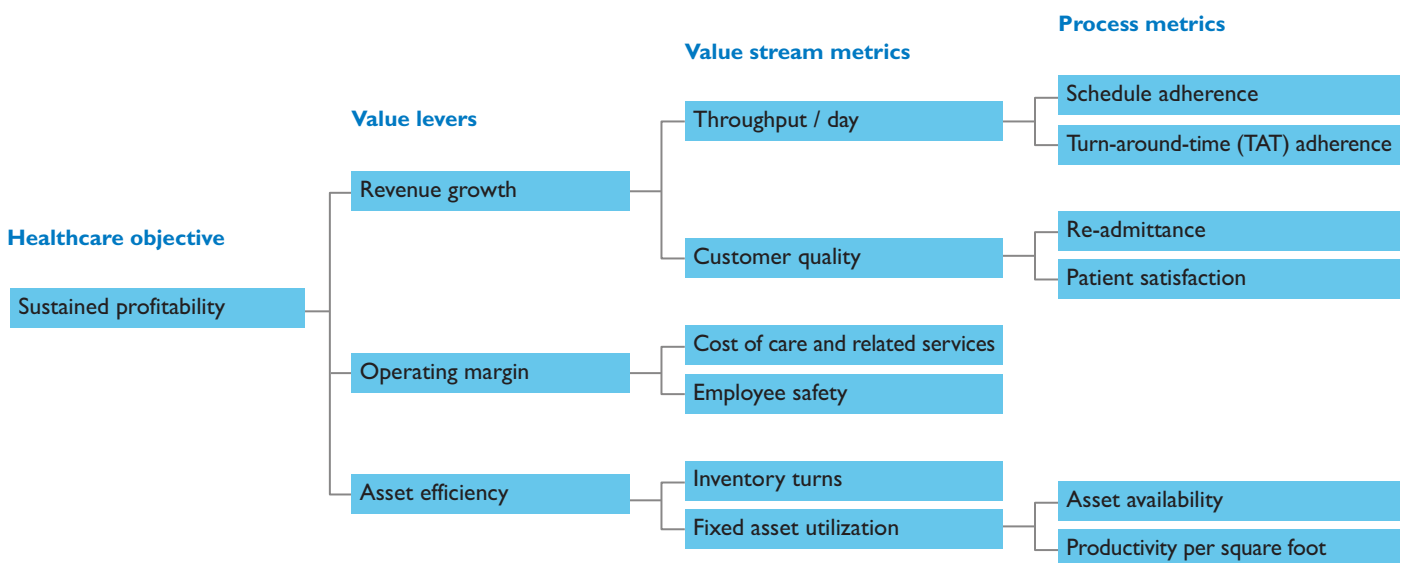 Process metrics
Value stream metrics
Schedule adherence
Value levers
Throughput / day
Turn-around-time (TAT) adherence
Revenue growth
Healthcare objective
Re-admittance
Customer quality
Patient satisfaction
Sustained profitability
Cost of care and related services
Operating margin
Employee safety
Inventory turns
Asset efficiency
Asset availability
Fixed asset utilization
Productivity per square foot